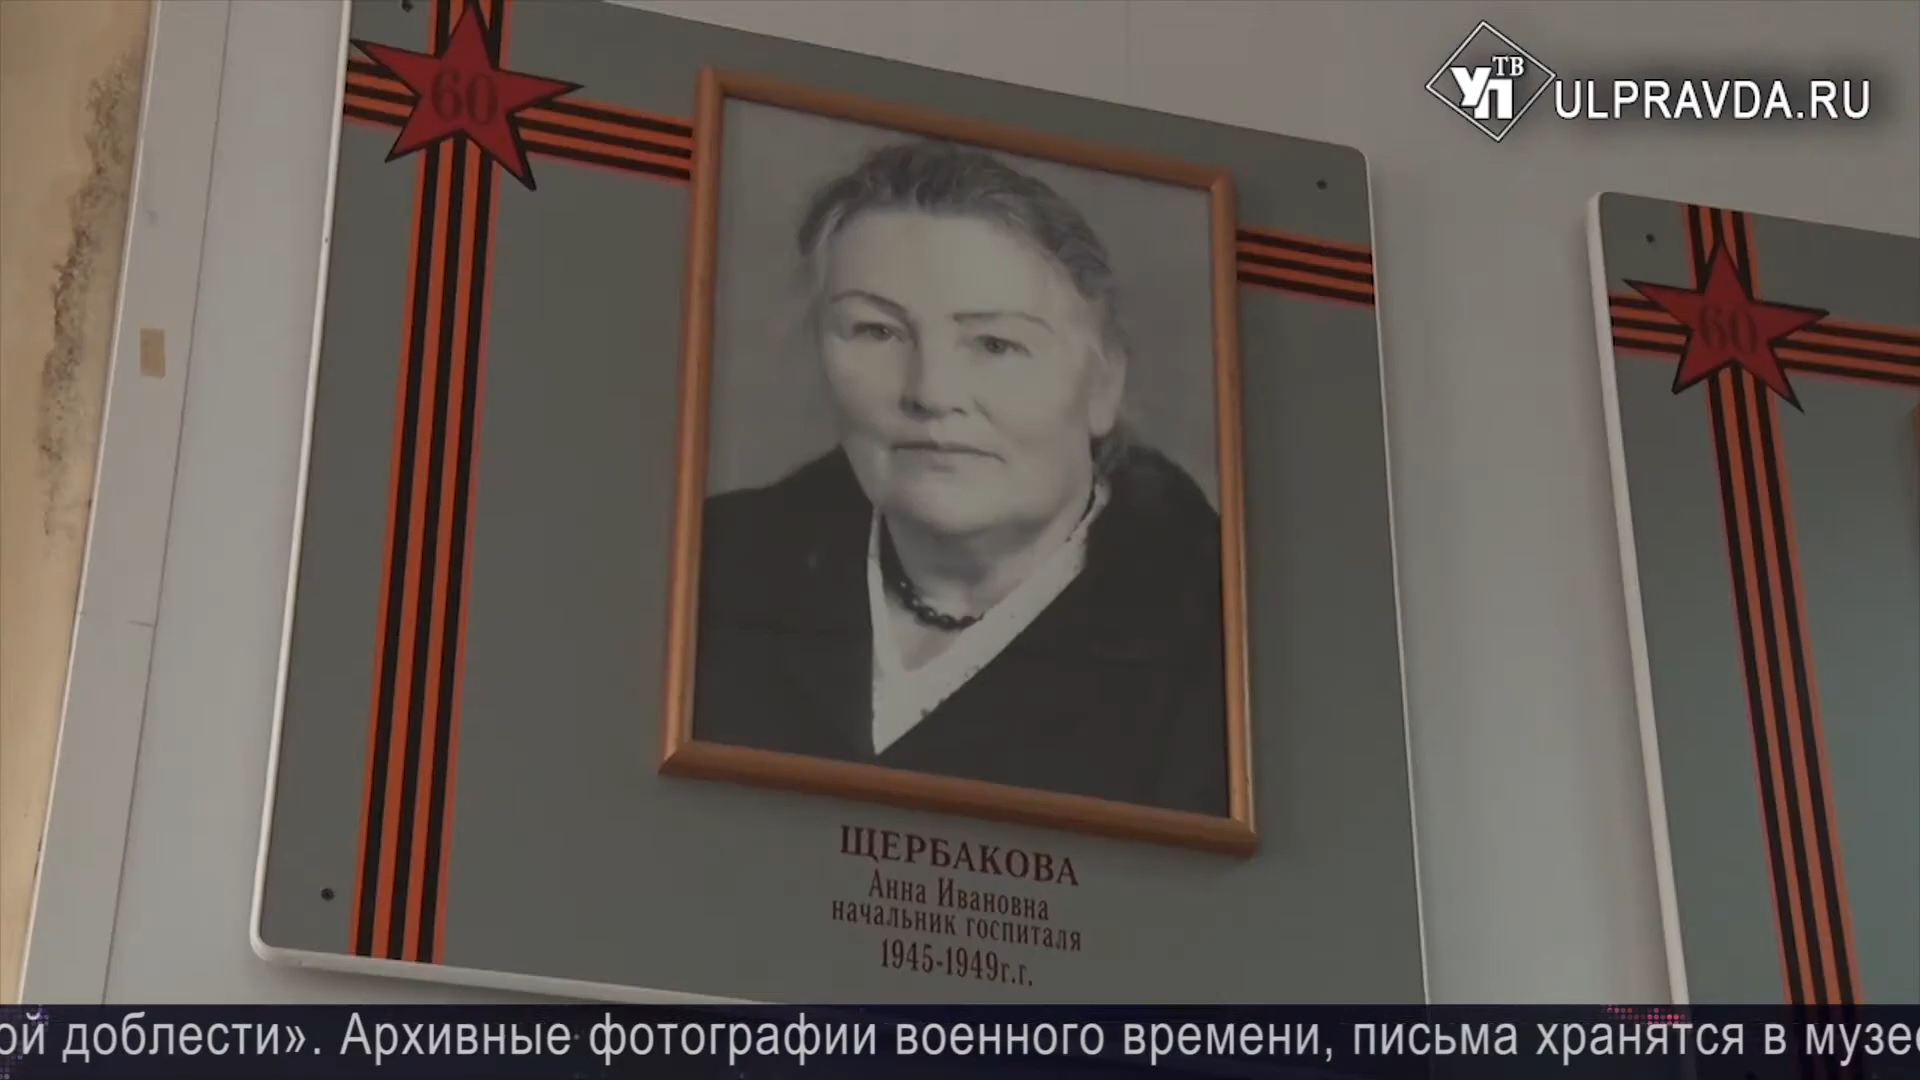 60
ТВ
УП ULPRAVDA.RU
60
ЩЕРБАКОВА
Анна Ивановна
начальник госпиталя
1945-1949г.г.
ой доблести». Архивные фотографии военного времени, письма хранятся в музе